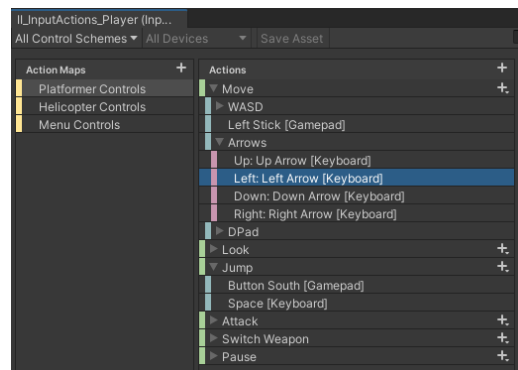 II_InputActions_Player (Inp...
All Control Schemes All Devices Save Asset
Action Maps +
Platformer Controls
Helicopter Controls
Menu Controls
Actions +
Move +
WASD
Left Stick [Gamepad]
Arrows
Up: Up Arrow [Keyboard]
Left: Left Arrow [Keyboard]
Down: Down Arrow [Keyboard]
Right: Right Arrow [Keyboard]
DPad
Look +
Jump +
Button South [Gamepad]
Space [Keyboard]
Attack +
Switch Weapon +
Pause +